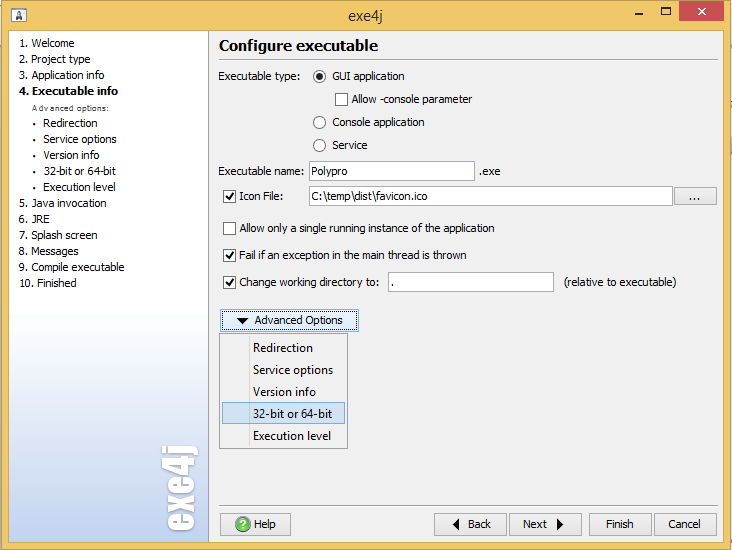 exe4j
1. Welcome
2. Project type
3. Application info
4. Executable info
Advanced options:
• Redirection
• Service options
• Version info
• 32-bit or 64-bit
• Execution level
5. Java invocation
6. JRE
7. Splash screen
8. Messages
9. Compile executable
10. Finished
exe4j
Configure executable
Executable type: GUI application
Allow -console parameter
Console application
Service
Executable name: Polypro .exe
Icon File: C:\temp\dist\favicon.ico ...
Allow only a single running instance of the application
Fail if an exception in the main thread is thrown
Change working directory to: . (relative to executable)
Advanced Options
Redirection
Service options
Version info
32-bit or 64-bit
Execution level
? Help Back Next Finish Cancel